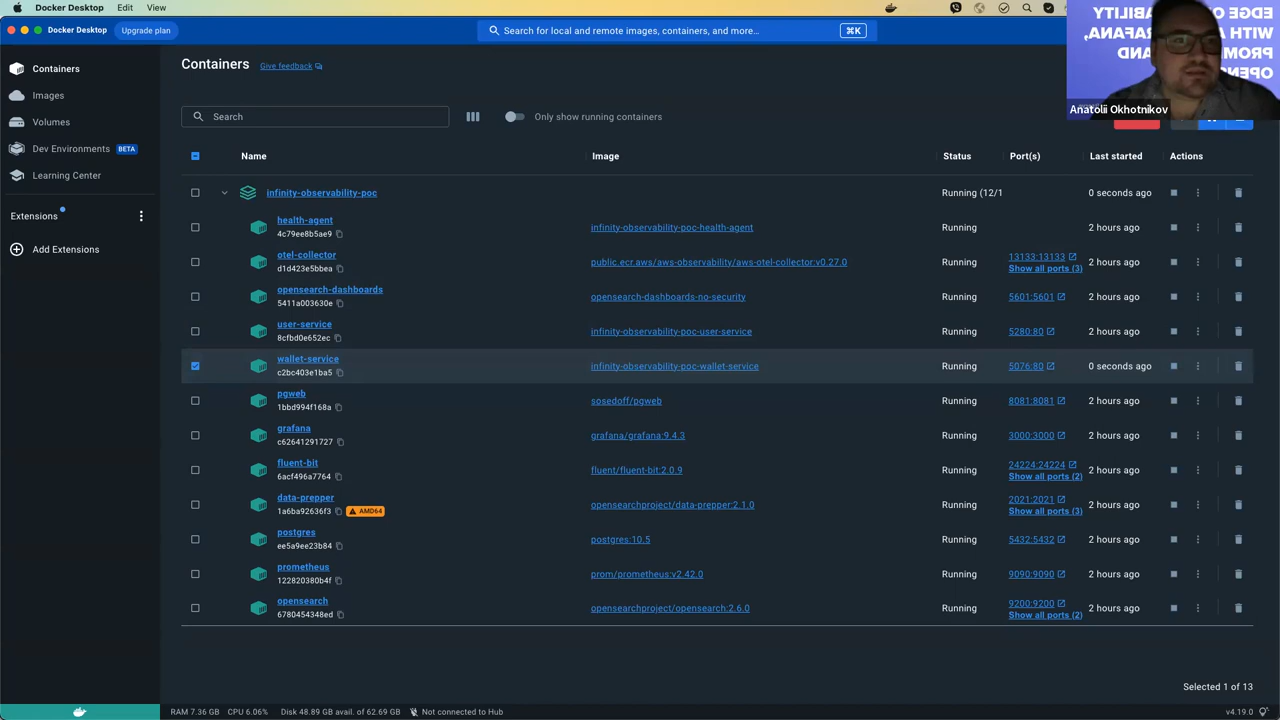 Docker Desktop Edit View
Docker Desktop Upgrade plan
Search for local and remote images, containers, and more…
⌘K
EDGE
WITH A
Anatolii Okhotnikov
Containers
Images
Volumes
Dev Environments BETA
Learning Center
Extensions
Add Extensions
Containers Give feedback
Search
Only show running containers
Name Image Status Port(s) Last started Actions
infinity-observability-poc Running (12/1 0 seconds ago
health-agent infinity-observability-poc-health-agent Running 2 hours ago
4c79ee8b5ae9
otel-collector public.ecr.aws/aws-observability/aws-otel-collector:v0.27.0 Running 13133:13133 2 hours ago
d1d423e5bbea Show all ports (3)
opensearch-dashboards opensearch-dashboards-no-security Running 5601:5601 2 hours ago
5411a003630e
user-service infinity-observability-poc-user-service Running 5280:80 2 hours ago
8cfbd0e652ec
wallet-service infinity-observability-poc-wallet-service Running 5076:80 0 seconds ago
c2bc403e1ba5
pgweb sosedoff/pgweb Running 8081:8081 2 hours ago
1bbd994f168a
grafana grafana/grafana:9.4.3 Running 3000:3000 2 hours ago
c62641291727
fluent-bit fluent/fluent-bit:2.0.9 Running 24224:24224 2 hours ago
6acf496a7764 Show all ports (2)
data-prepper opensearchproject/data-prepper:2.1.0 Running 2021:2021 2 hours ago
1a6ba92636f3 AMD64 Show all ports (3)
postgres postgres:10.5 Running 5432:5432 2 hours ago
ee5a9ee23b84
prometheus prom/prometheus:v2.42.0 Running 9090:9090 2 hours ago
122820380b4f
opensearch opensearchproject/opensearch:2.6.0 Running 9200:9200 2 hours ago
6780454348ed Show all ports (2)
Selected 1 of 13
RAM 7.36 GB CPU 6.06% Disk 48.89 GB avail. of 62.69 GB Not connected to Hub v4.19.0